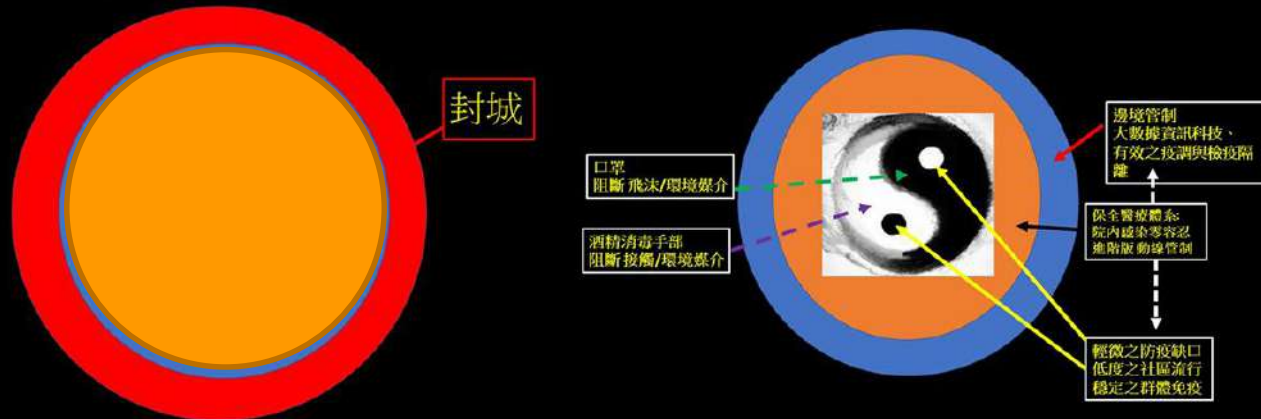 封城
口罩
阻斷飛沫/環境媒介
酒精消毒手部
阻斷接觸/環境媒介
邊境管制
大數據資訊科技、
有效之疫調與檢疫隔
離
保全醫療體系:
院內感染零容忍
進階版動線管制
輕微之防疫缺口
低度之社區流行
穩定之群體免疫